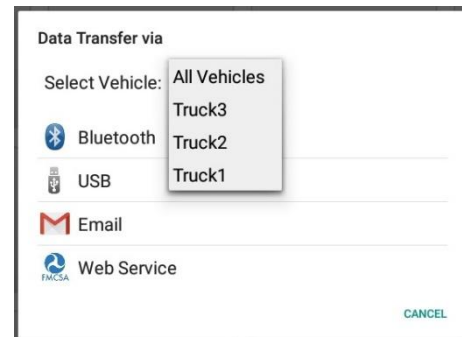 Data Transfer via
Select Vehicle: All Vehicles
Truck3
Bluetooth
Truck2
USB
Truck1
Email
FMCSA Web Service
CANCEL